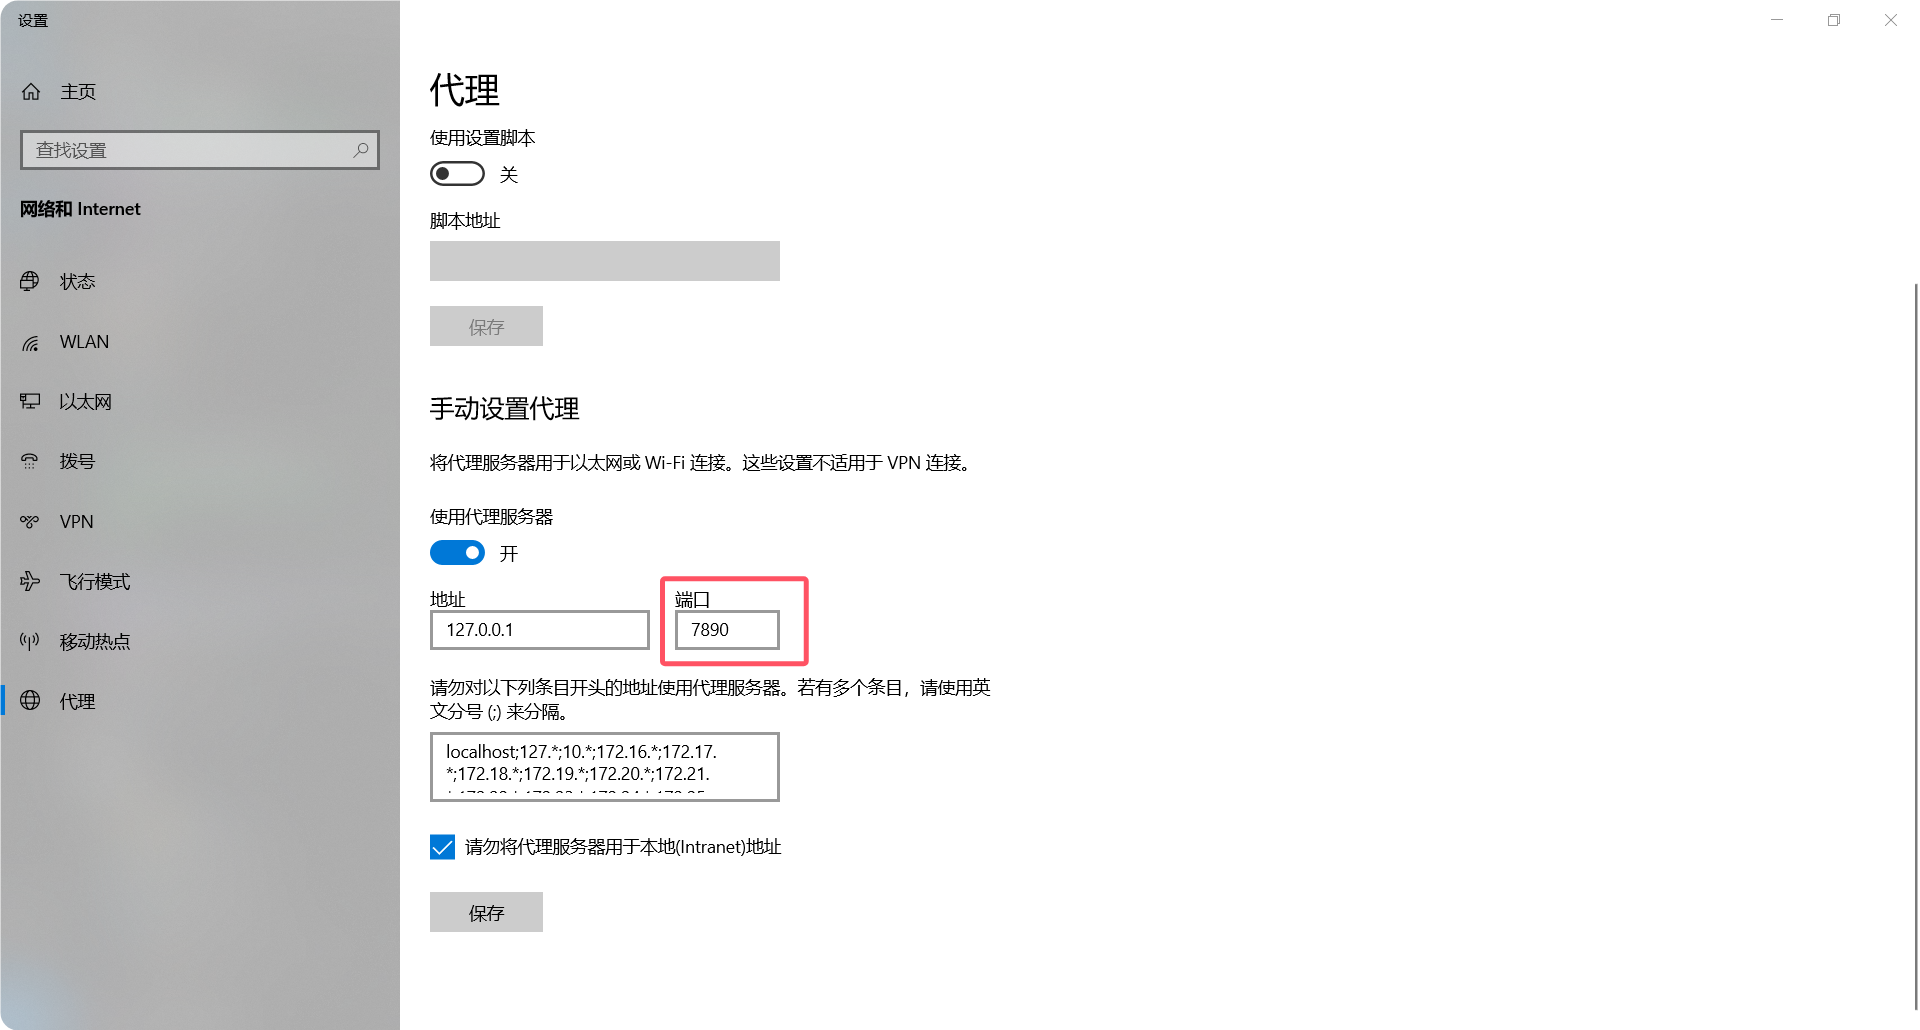 设置
主页
查找设置
网络和 Internet
状态
WLAN
以太网
拨号
VPN
飞行模式
移动热点
代理
代理
使用设置脚本
关
脚本地址
保存
手动设置代理
将代理服务器用于以太网或 Wi-Fi 连接。这些设置不适用于 VPN 连接。
使用代理服务器
开
地址
端口
127.0.0.1
7890
请勿对以下列条目开头的地址使用代理服务器。若有多个条目，请使用英
文分号 (;) 来分隔。
localhost;127.*;10.*;172.16.*;172.17.
*;172.18.*;172.19.*;172.20.*;172.21.
请勿将代理服务器用于本地(Intranet)地址
保存